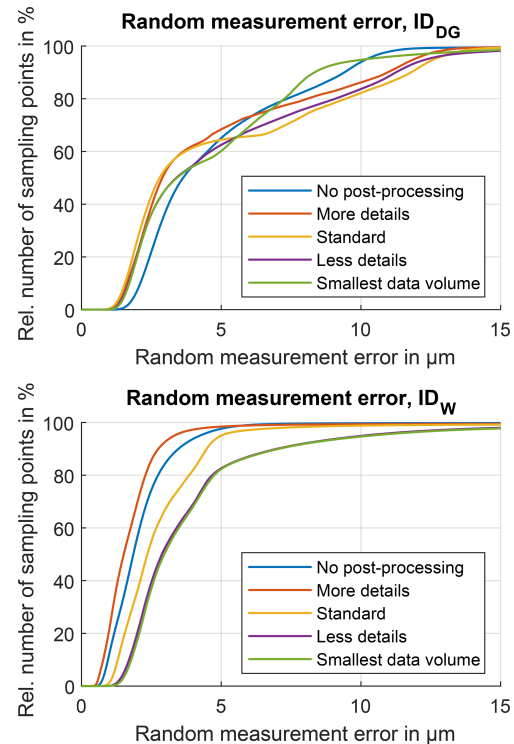 Random measurement error, ID_DG
Rel. number of sampling points in %
100
80
60
40
20
0
No post-processing
More details
Standard
Less details
Smallest data volume
0 5 10 15
Random measurement error in µm
Random measurement error, ID_W
Rel. number of sampling points in %
100
80
60
40
20
0
No post-processing
More details
Standard
Less details
Smallest data volume
0 5 10 15
Random measurement error in µm